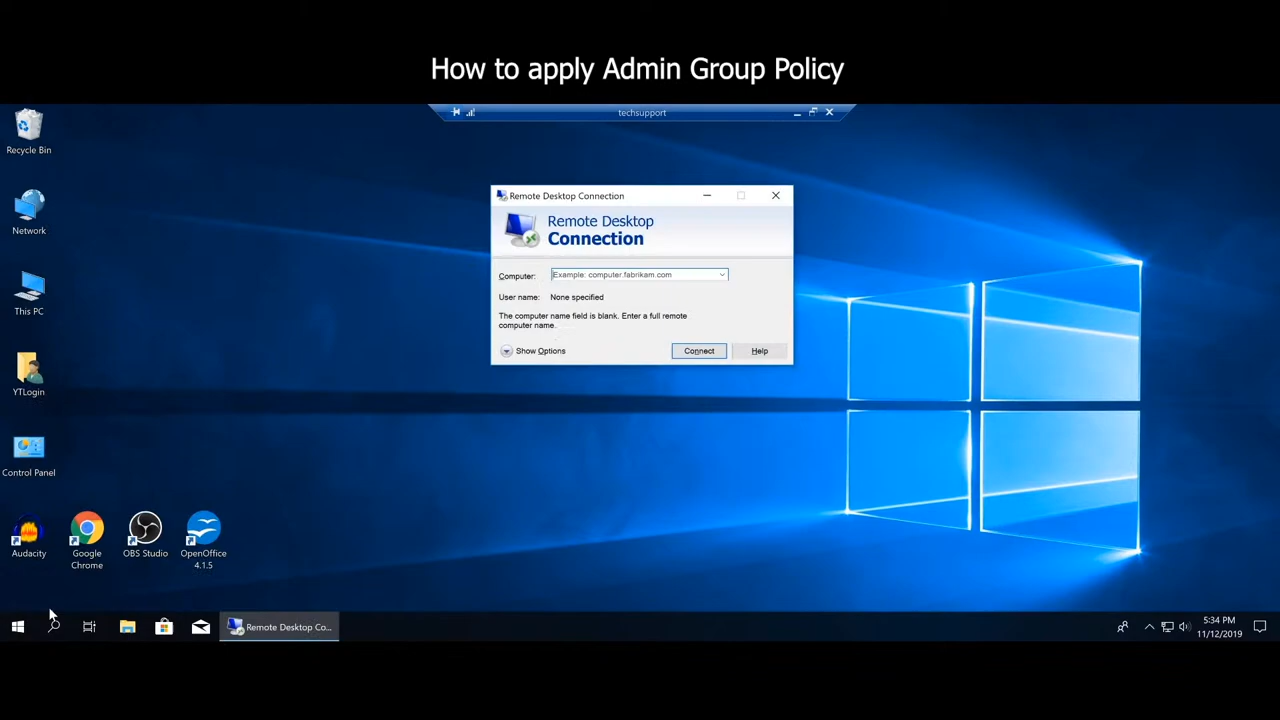 How to apply Admin Group Policy
techsupport
Recycle Bin
Network
This PC
YTLogin
Control Panel
Audacity
Google
Chrome
OBS Studio
OpenOffice
4.1.5
Remote Desktop Connection
Remote Desktop
Connection
Computer:
Example: computer.fabrikam.com
User name:
None specified
The computer name field is blank. Enter a full remote
computer name.
Show Options
Connect
Help
Remote Desktop Co...
5:34 PM
11/12/2019